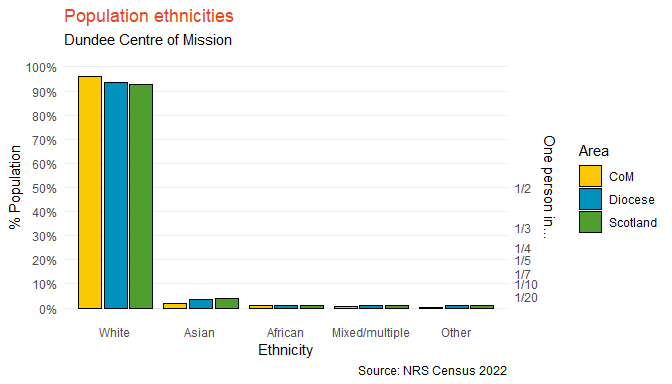 Population ethnicities
Dundee Centre of Mission
% Population
100%
90%
80%
70%
60%
50%
40%
30%
20%
10%
0%
1/2
1/3
1/4
1/5
1/7
1/10
1/20
One person in...
Area
CoM
Diocese
Scotland
White
Asian
African
Mixed/multiple
Other
Ethnicity
Source: NRS Census 2022